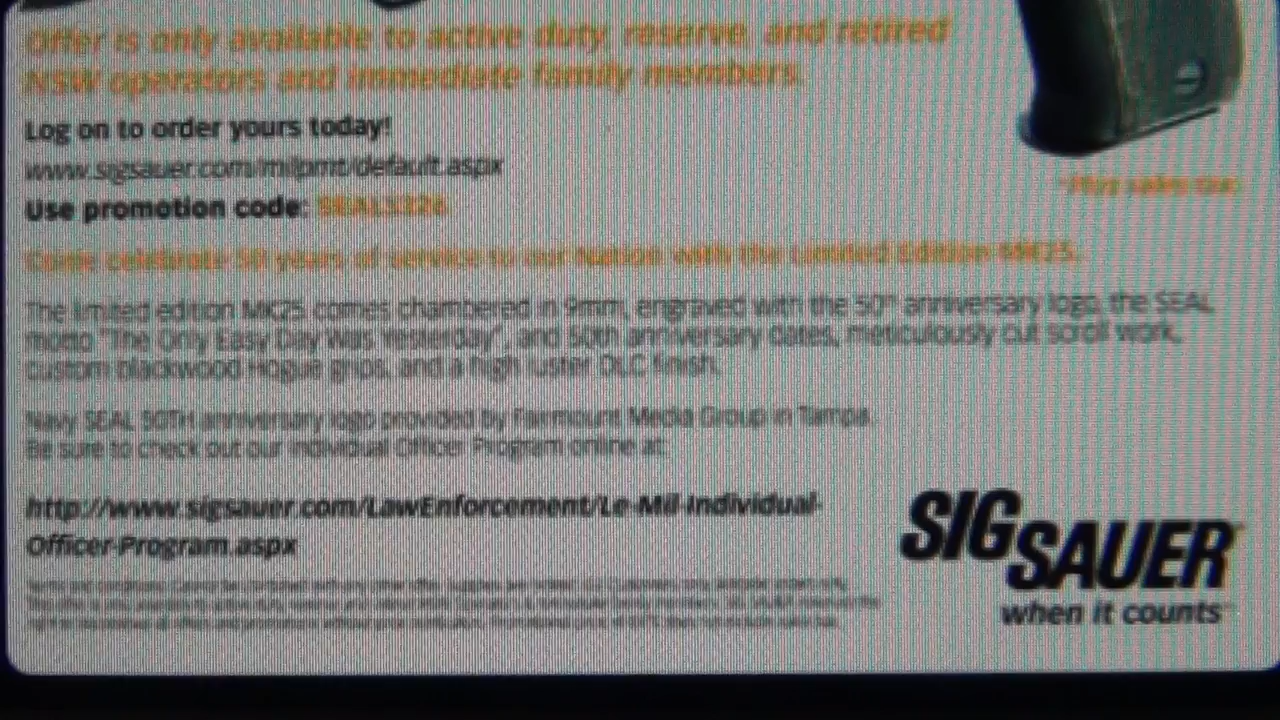 Offer is only available to active duty, reserve, and retired
NSW operators and immediate family members.
Log on to order yours today!
www.sigsauer.com/milpmt/default.aspx
Use promotion code:
*Plus sales tax
Come celebrate 50 years of service to our Nation with the Limited Edition MK25.
The limited edition MK25 comes chambered in 9mm, engraved with the 50th anniversary logo, the SEAL
motto "The Only Easy Day Was Yesterday", and 50th anniversary dates, meticulously cut scroll work,
custom blackwood Hogue grips, and a high luster DLC finish.
Navy SEAL 50TH anniversary logo provided by Fairmount Media Group in Tampa.
Be sure to check out our Individual Officer Program online at:
http://www.sigsauer.com/LawEnforcement/Le-Mil-Individual-
Officer-Program.aspx
SIG SAUER
when it counts